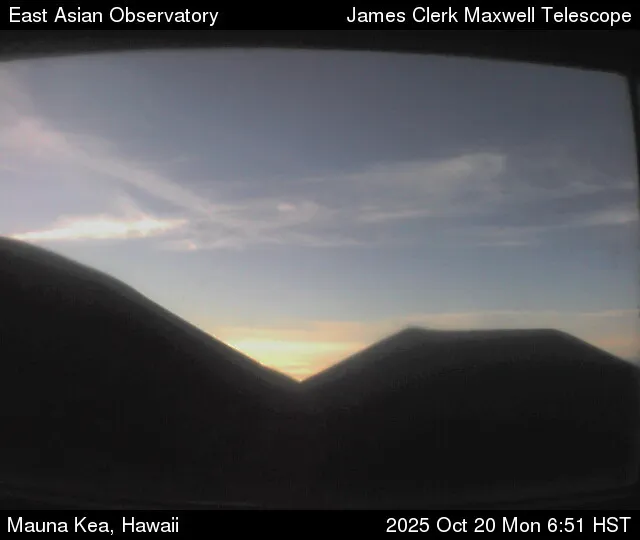 East Asian Observatory
James Clerk Maxwell Telescope
Mauna Kea, Hawaii
2025 Oct 20 Mon 6:51 HST